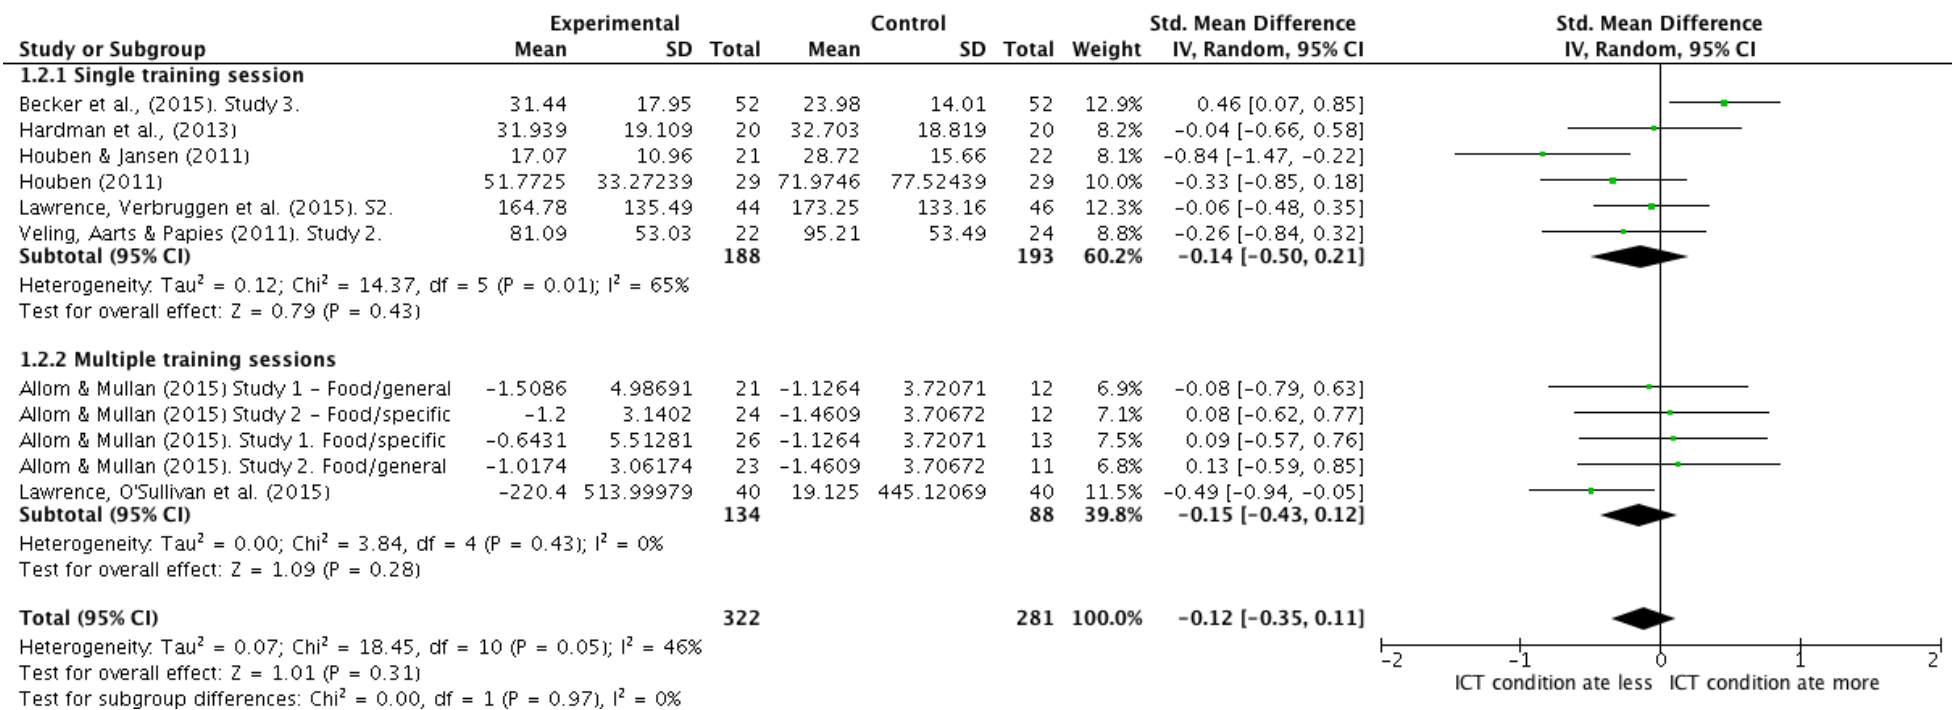 Experimental Control Std. Mean Difference Std. Mean Difference
Study or Subgroup Mean SD Total Mean SD Total Weight IV, Random, 95% CI IV, Random, 95% CI
1.2.1 Single training session
Becker et al., (2015). Study 3. 31.44 17.95 52 23.98 14.01 52 12.9% 0.46 [0.07, 0.85]
Hardman et al., (2013) 31.939 19.109 20 32.703 18.819 20 8.2% −0.04 [−0.66, 0.58]
Houben & Jansen (2011) 17.07 10.96 21 28.72 15.66 22 8.1% −0.84 [−1.47, −0.22]
Houben (2011) 51.7725 33.27239 29 71.9746 77.52439 29 10.0% −0.33 [−0.85, 0.18]
Lawrence, Verbruggen et al. (2015). S2. 164.78 135.49 44 173.25 133.16 46 12.3% −0.06 [−0.48, 0.35]
Veling, Aarts & Papies (2011). Study 2. 81.09 53.03 22 95.21 53.49 24 8.8% −0.26 [−0.84, 0.32]
Subtotal (95% CI) 188 193 60.2% −0.14 [−0.50, 0.21]
Heterogeneity: Tau² = 0.12; Chi² = 14.37, df = 5 (P = 0.01); I² = 65%
Test for overall effect: Z = 0.79 (P = 0.43)
1.2.2 Multiple training sessions
Allom & Mullan (2015) Study 1 – Food/general −1.5086 4.98691 21 −1.1264 3.72071 12 6.9% −0.08 [−0.79, 0.63]
Allom & Mullan (2015) Study 2 – Food/specific −1.2 3.1402 24 −1.4609 3.70672 12 7.1% 0.08 [−0.62, 0.77]
Allom & Mullan (2015). Study 1. Food/specific −0.6431 5.51281 26 −1.1264 3.72071 13 7.5% 0.09 [−0.57, 0.76]
Allom & Mullan (2015). Study 2. Food/general −1.0174 3.06174 23 −1.4609 3.70672 11 6.8% 0.13 [−0.59, 0.85]
Lawrence, O'Sullivan et al. (2015) −220.4 513.99979 40 19.125 445.12069 40 11.5% −0.49 [−0.94, −0.05]
Subtotal (95% CI) 134 88 39.8% −0.15 [−0.43, 0.12]
Heterogeneity: Tau² = 0.00; Chi² = 3.84, df = 4 (P = 0.43); I² = 0%
Test for overall effect: Z = 1.09 (P = 0.28)
Total (95% CI) 322 281 100.0% −0.12 [−0.35, 0.11]
Heterogeneity: Tau² = 0.07; Chi² = 18.45, df = 10 (P = 0.05); I² = 46%
Test for overall effect: Z = 1.01 (P = 0.31)
Test for subgroup differences: Chi² = 0.00, df = 1 (P = 0.97), I² = 0%
−2 −1 0 1 2
ICT condition ate less ICT condition ate more